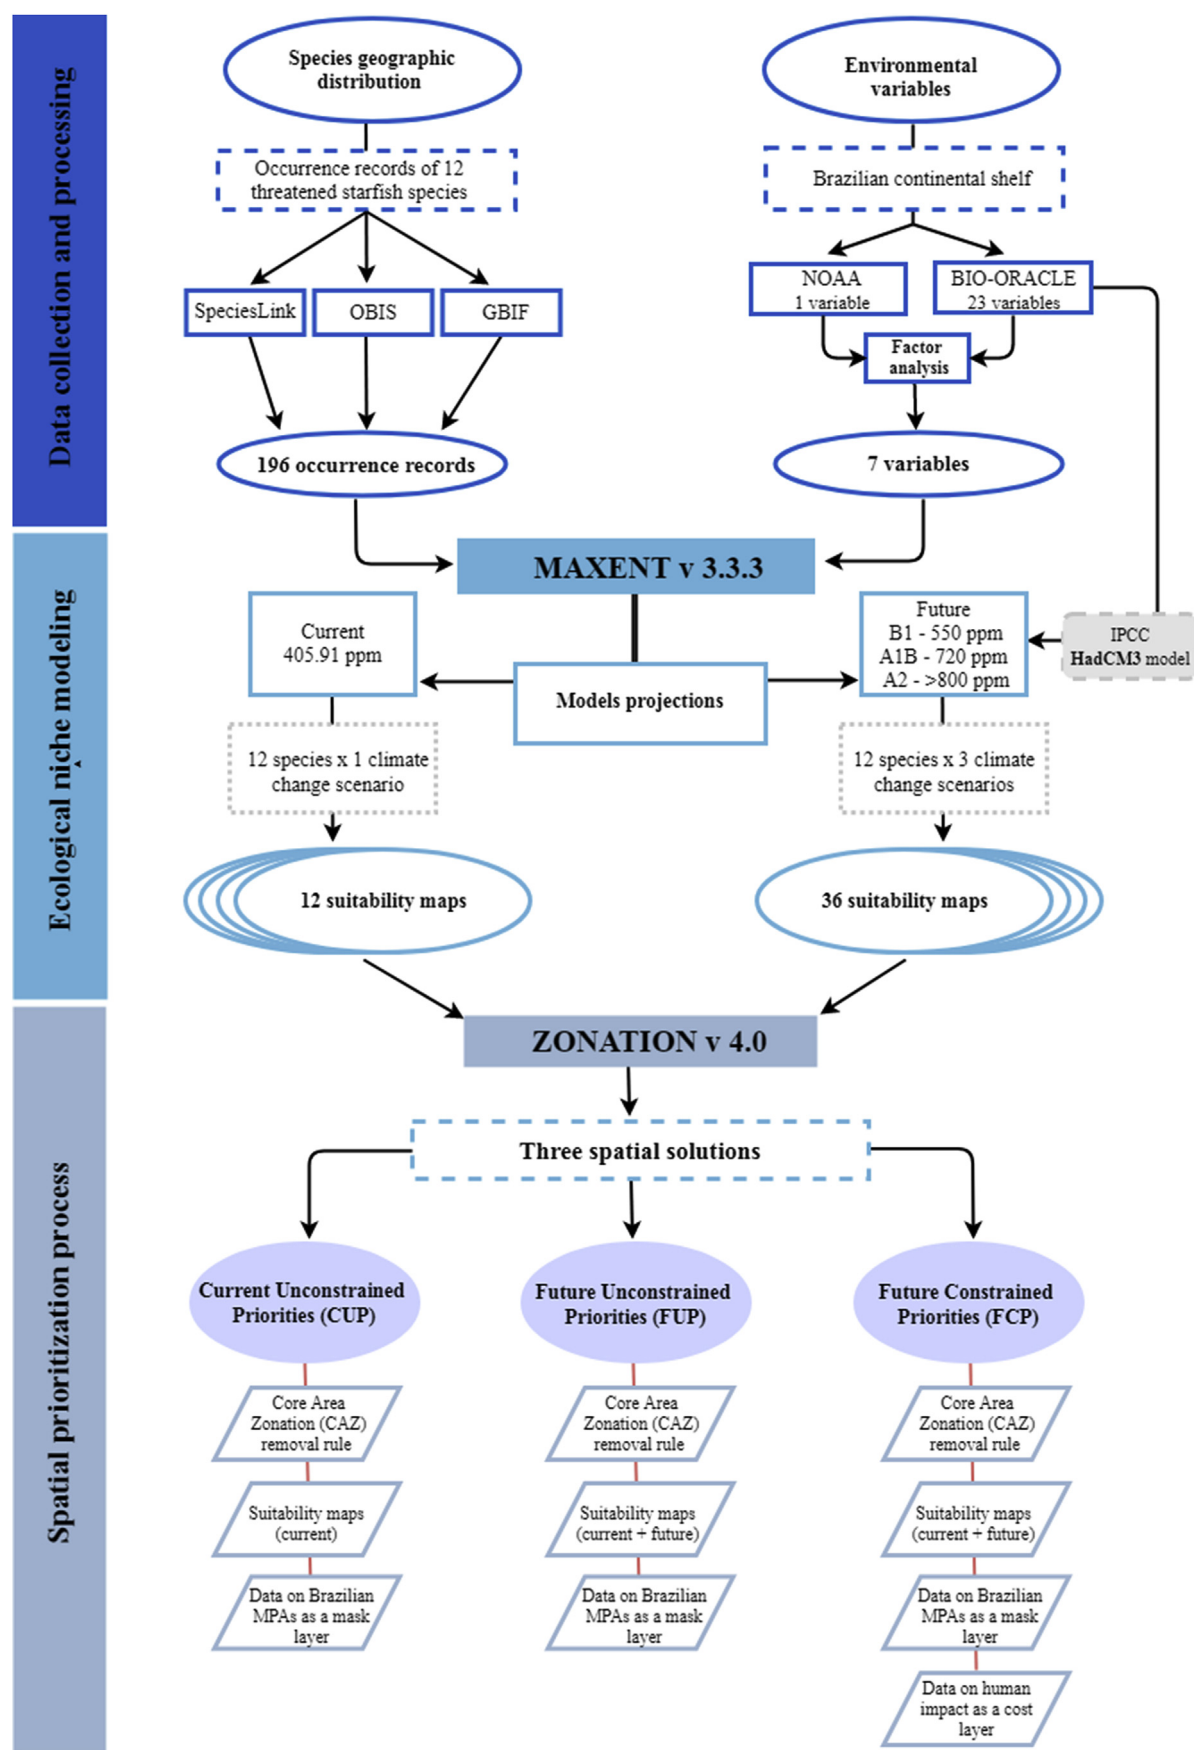 Data collection and processing
Species geographic
distribution
Environmental
variables
Occurrence records of 12
threatened starfish species
Brazilian continental shelf
SpeciesLink
OBIS
GBIF
NOAA
1 variable
BIO-ORACLE
23 variables
Factor
analysis
196 occurrence records
7 variables
Ecological niche modeling
MAXENT v 3.3.3
Current
405.91 ppm
Future
B1 - 550 ppm
A1B - 720 ppm
A2 - >800 ppm
IPCC
HadCM3 model
Models projections
12 species x 1 climate
change scenario
12 species x 3 climate
change scenarios
12 suitability maps
36 suitability maps
Spatial prioritization process
ZONATION v 4.0
Three spatial solutions
Current Unconstrained
Priorities (CUP)
Future Unconstrained
Priorities (FUP)
Future Constrained
Priorities (FCP)
Core Area
Zonation (CAZ)
removal rule
Core Area
Zonation (CAZ)
removal rule
Core Area
Zonation (CAZ)
removal rule
Suitability maps
(current)
Suitability maps
(current + future)
Suitability maps
(current + future)
Data on Brazilian
MPAs as a mask
layer
Data on Brazilian
MPAs as a mask
layer
Data on Brazilian
MPAs as a mask
layer
Data on human
impact as a cost
layer